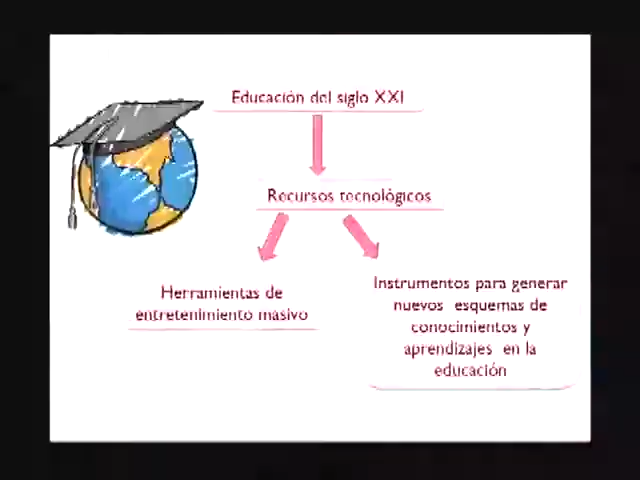 Educación del siglo XXI
Recursos tecnológicos
Herramientas de
entretenimiento masivo
Instrumentos para generar
nuevos esquemas de
conocimientos y
aprendizajes en la
educación